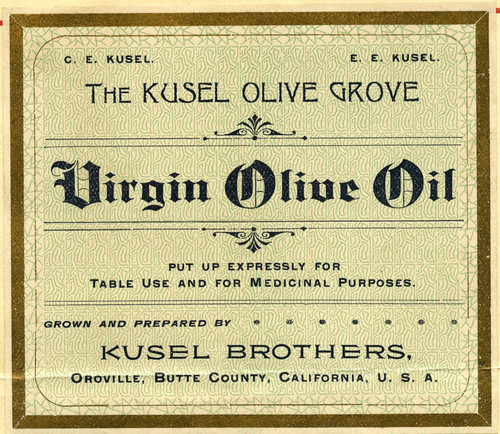 C. E. KUSEL. E. E. KUSEL.
THE KUSEL OLIVE GROVE
Virgin Olive Oil
PUT UP EXPRESSLY FOR
TABLE USE AND FOR MEDICINAL PURPOSES.
GROWN AND PREPARED BY * * * * * * *
KUSEL BROTHERS,
OROVILLE, BUTTE COUNTY, CALIFORNIA, U. S. A.